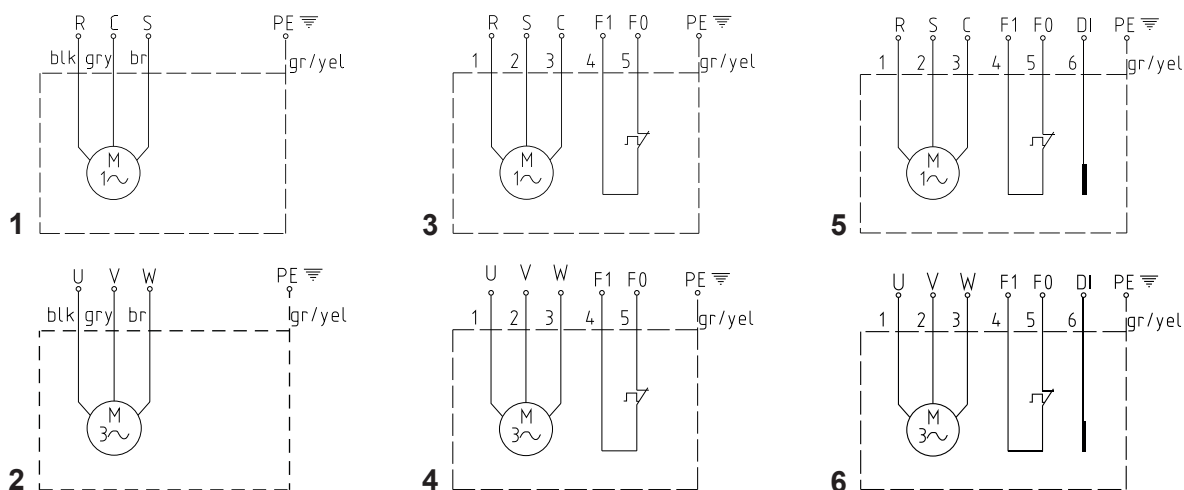 R C S PE
blk gry br gr/yel
M
1~
1
R S C F1 F0 PE
1 2 3 4 5 gr/yel
M
1~
3
R S C F1 F0 DI PE
1 2 3 4 5 6 gr/yel
M
1~
5
U V W PE
blk gry br gr/yel
M
3~
2
U V W F1 F0 PE
1 2 3 4 5 gr/yel
M
3~
4
U V W F1 F0 DI PE
1 2 3 4 5 6 gr/yel
M
3~
6